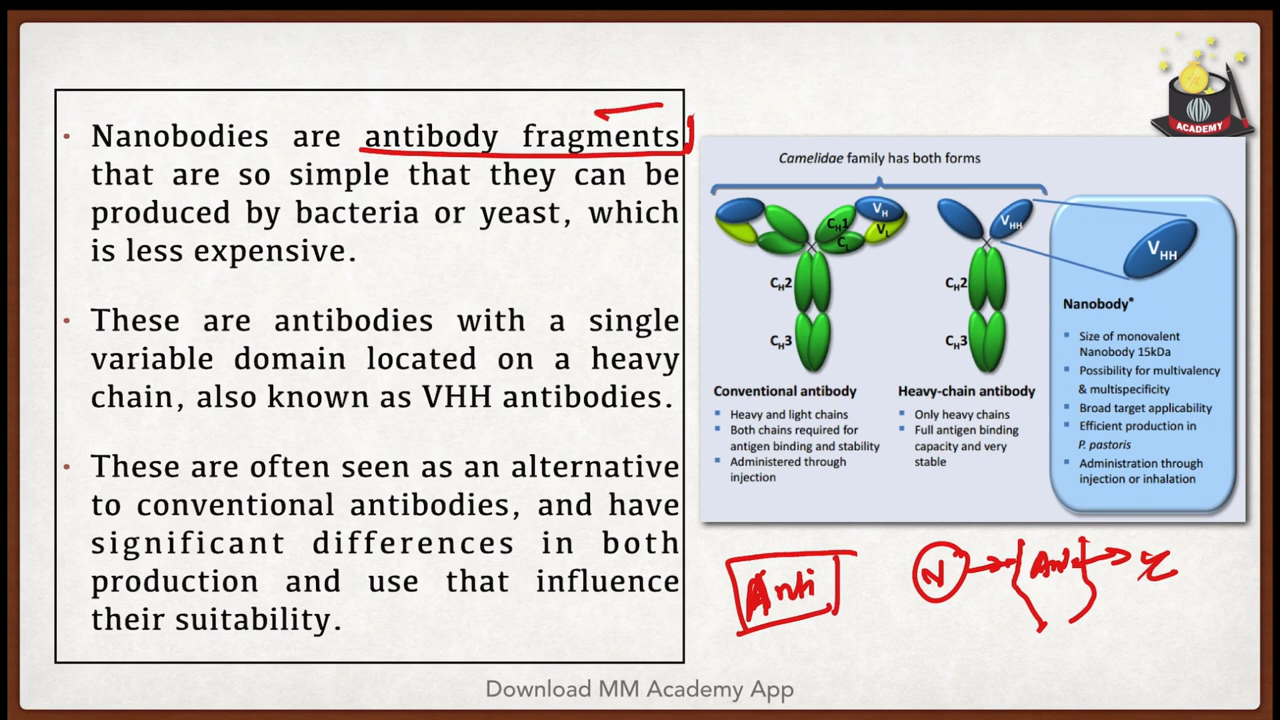 ACADEMY
• Nanobodies are antibody fragments
that are so simple that they can be
produced by bacteria or yeast, which
is less expensive.
• These are antibodies with a single
variable domain located on a heavy
chain, also known as VHH antibodies.
• These are often seen as an alternative
to conventional antibodies, and have
significant differences in both
production and use that influence
their suitability.
Camelidae family has both forms
VH
CH1
VL
CL
CH2
CH3
Conventional antibody
Heavy and light chains
Both chains required for
antigen binding and stability
Administered through
injection
VHH
CH2
CH3
Heavy-chain antibody
Only heavy chains
Full antigen binding
capacity and very
stable
VHH
Nanobody®
Size of monovalent
Nanobody 15kDa
Possibility for multivalency
& multispecificity
Broad target applicability
Efficient production in
P. pastoris
Administration through
injection or inhalation
Anti
N
Download MM Academy App